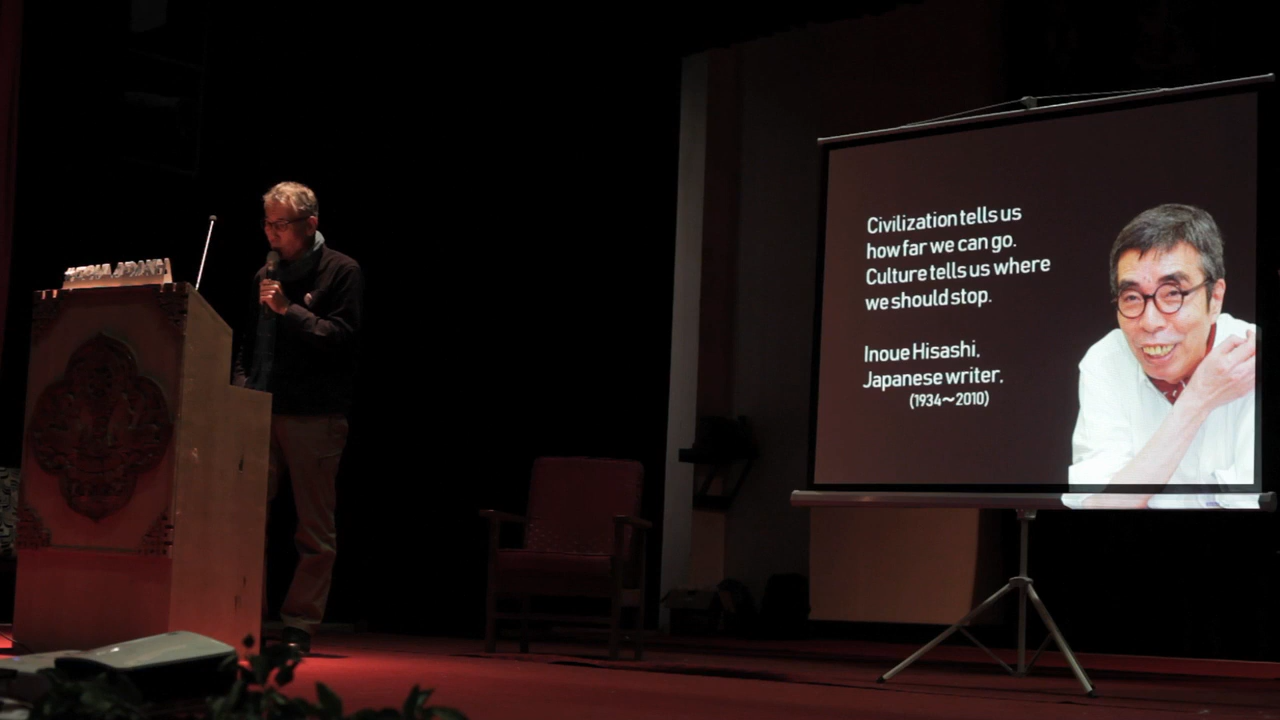 Civilization tells us
how far we can go.
Culture tells us where
we should stop.
Inoue Hisashi,
Japanese writer.
(1934~2010)